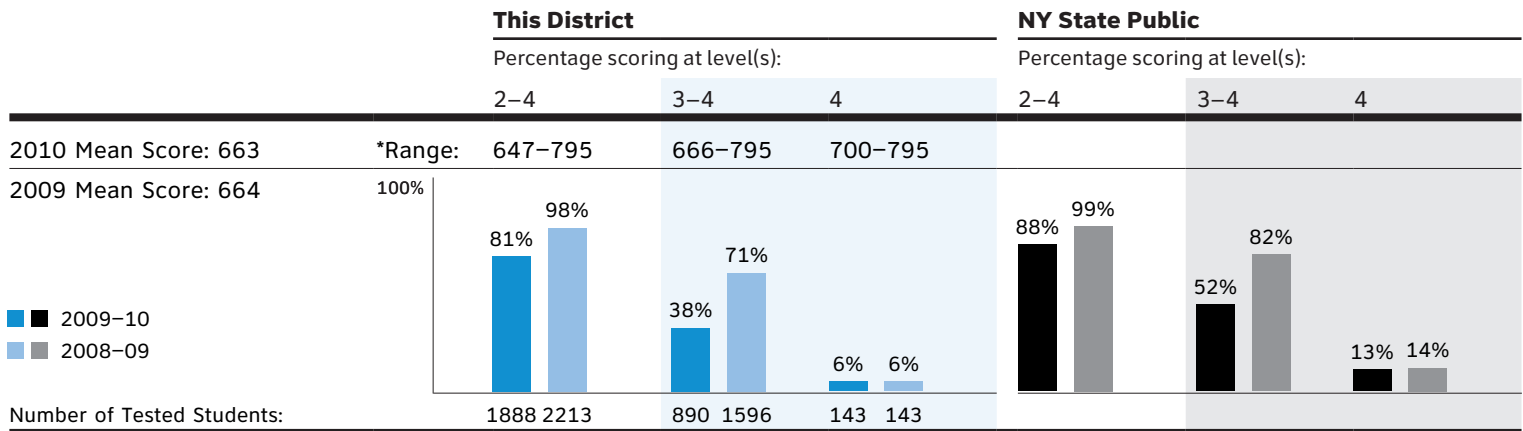 This District NY State Public
Percentage scoring at level(s): Percentage scoring at level(s):
2–4 3–4 4 2–4 3–4 4
2010 Mean Score: 663 *Range: 647–795 666–795 700–795
2009 Mean Score: 664 100%
98% 99%
81% 88%
71% 82%
38% 52%
6% 6% 13% 14%
2009–10
2008–09
Number of Tested Students: 1888 2213 890 1596 143 143